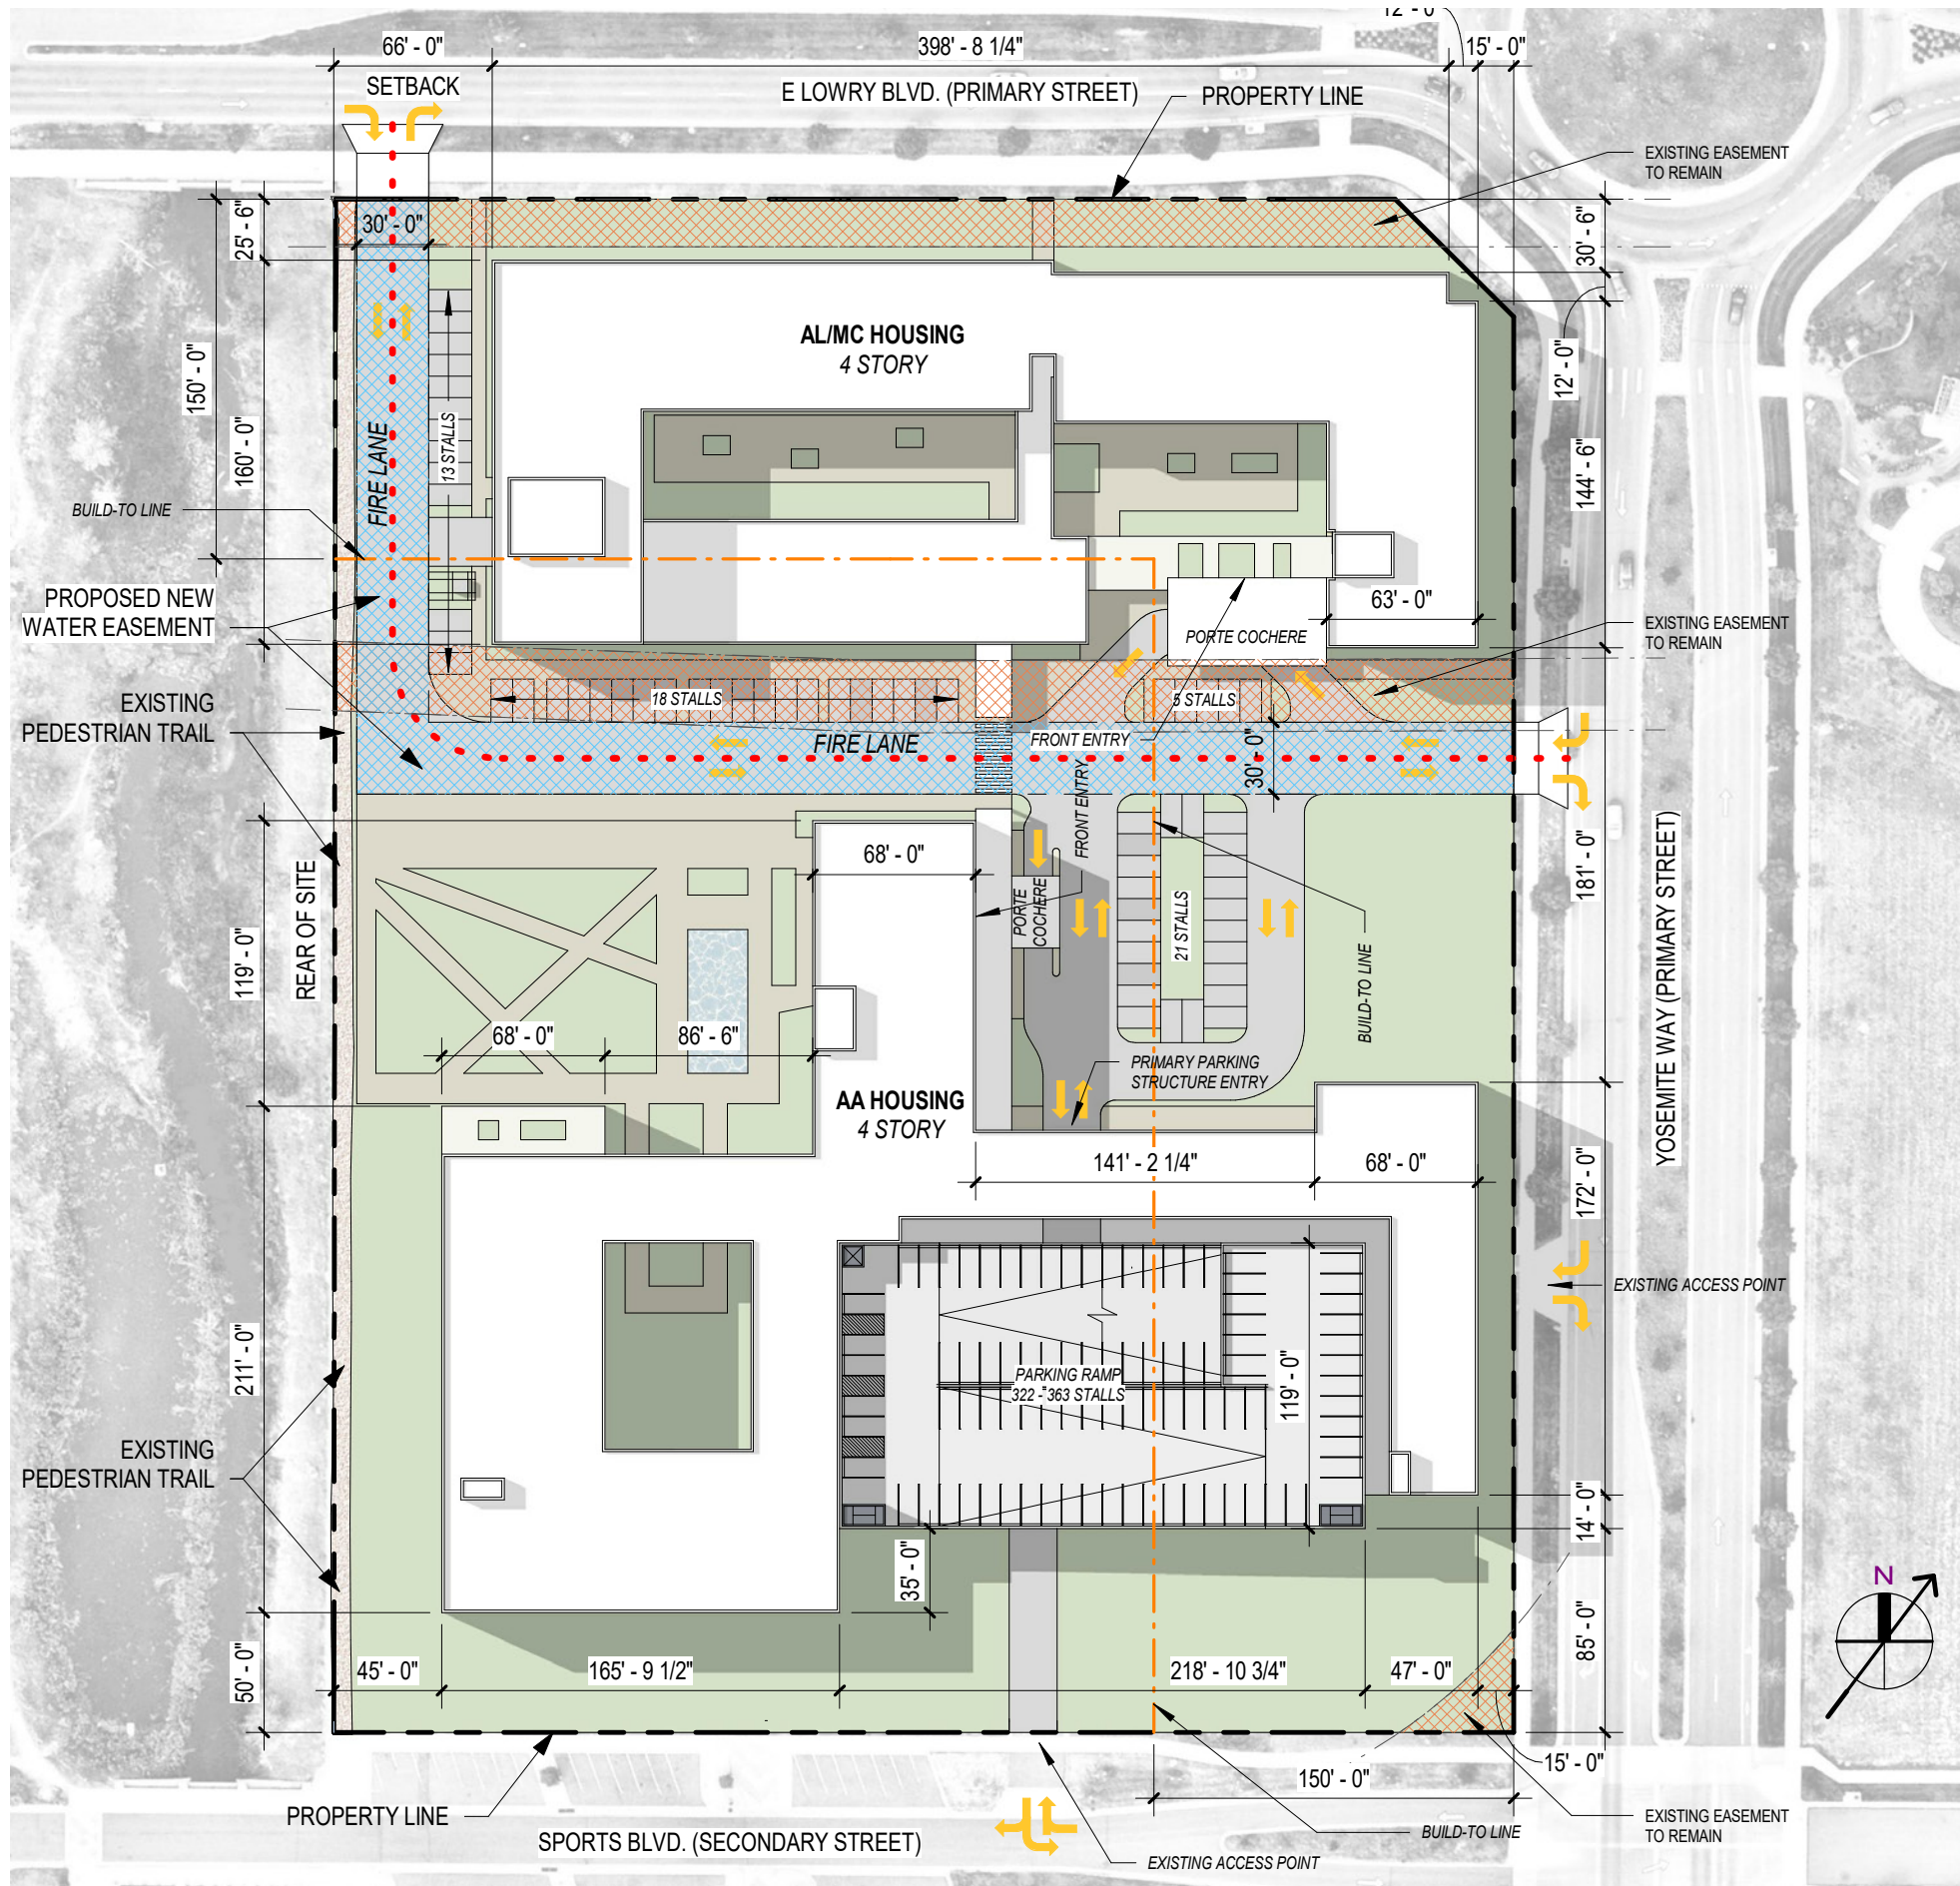 12' - 0"
66' - 0"
398' - 8 1/4"
15' - 0"
SETBACK
E LOWRY BLVD. (PRIMARY STREET)
PROPERTY LINE
EXISTING EASEMENT
TO REMAIN
25' - 6"
30' - 0"
30' - 6"
AL/MC HOUSING
4 STORY
150' - 0"
12' - 0"
160' - 0"
13 STALLS
144' - 6"
FIRE LANE
BUILD-TO LINE
PROPOSED NEW
WATER EASEMENT
63' - 0"
PORTE COCHERE
EXISTING EASEMENT
TO REMAIN
EXISTING
PEDESTRIAN TRAIL
18 STALLS
5 STALLS
FIRE LANE
FRONT ENTRY
30' - 0"
FRONT ENTRY
68' - 0"
REAR OF SITE
PORTE
COCHERE
21 STALLS
181' - 0"
119' - 0"
BUILD-TO LINE
YOSEMITE WAY (PRIMARY STREET)
68' - 0"
86' - 6"
PRIMARY PARKING
STRUCTURE ENTRY
AA HOUSING
4 STORY
141' - 2 1/4"
68' - 0"
172' - 0"
EXISTING ACCESS POINT
211' - 0"
PARKING RAMP
322 - 363 STALLS
119' - 0"
EXISTING
PEDESTRIAN TRAIL
14' - 0"
35' - 0"
N
50' - 0"
45' - 0"
165' - 9 1/2"
218' - 10 3/4"
47' - 0"
85' - 0"
15' - 0"
150' - 0"
PROPERTY LINE
SPORTS BLVD. (SECONDARY STREET)
BUILD-TO LINE
EXISTING EASEMENT
TO REMAIN
EXISTING ACCESS POINT